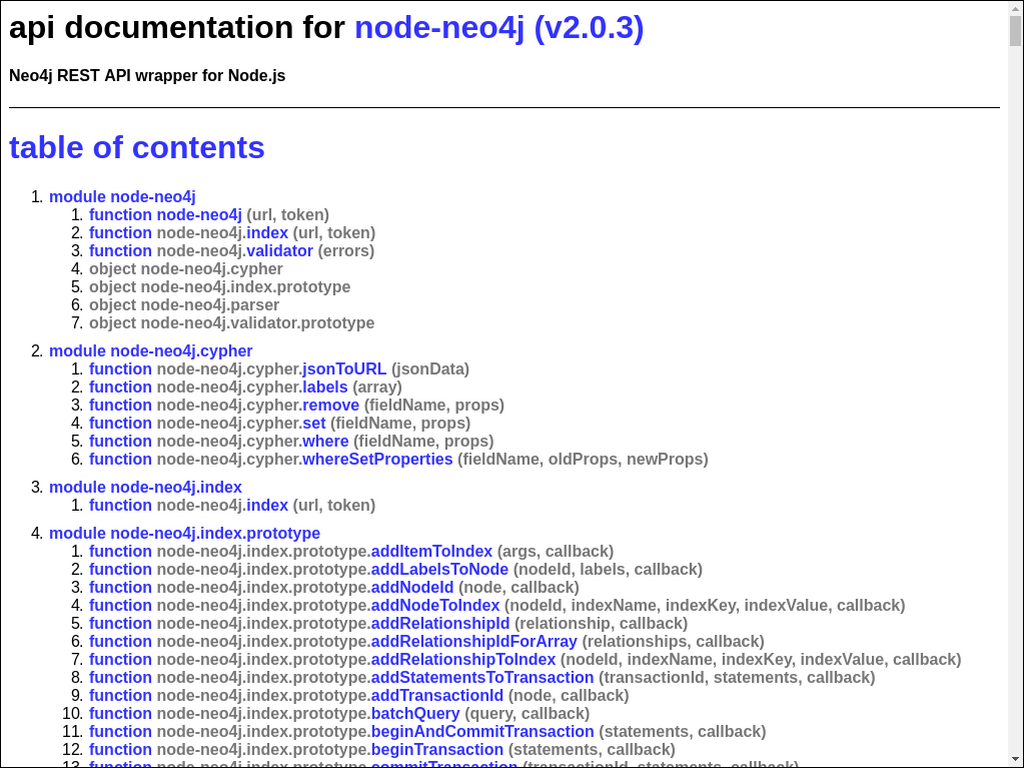 api documentation for node-neo4j (v2.0.3)
Neo4j REST API wrapper for Node.js
table of contents
1. module node-neo4j
1. function node-neo4j (url, token)
2. function node-neo4j.index (url, token)
3. function node-neo4j.validator (errors)
4. object node-neo4j.cypher
5. object node-neo4j.index.prototype
6. object node-neo4j.parser
7. object node-neo4j.validator.prototype
2. module node-neo4j.cypher
1. function node-neo4j.cypher.jsonToURL (jsonData)
2. function node-neo4j.cypher.labels (array)
3. function node-neo4j.cypher.remove (fieldName, props)
4. function node-neo4j.cypher.set (fieldName, props)
5. function node-neo4j.cypher.where (fieldName, props)
6. function node-neo4j.cypher.whereSetProperties (fieldName, oldProps, newProps)
3. module node-neo4j.index
1. function node-neo4j.index (url, token)
4. module node-neo4j.index.prototype
1. function node-neo4j.index.prototype.addItemToIndex (args, callback)
2. function node-neo4j.index.prototype.addLabelsToNode (nodeId, labels, callback)
3. function node-neo4j.index.prototype.addNodeId (node, callback)
4. function node-neo4j.index.prototype.addNodeToIndex (nodeId, indexName, indexKey, indexValue, callback)
5. function node-neo4j.index.prototype.addRelationshipId (relationship, callback)
6. function node-neo4j.index.prototype.addRelationshipIdForArray (relationships, callback)
7. function node-neo4j.index.prototype.addRelationshipToIndex (nodeId, indexName, indexKey, indexValue, callback)
8. function node-neo4j.index.prototype.addStatementsToTransaction (transactionId, statements, callback)
9. function node-neo4j.index.prototype.addTransactionId (node, callback)
10. function node-neo4j.index.prototype.batchQuery (query, callback)
11. function node-neo4j.index.prototype.beginAndCommitTransaction (statements, callback)
12. function node-neo4j.index.prototype.beginTransaction (statements, callback)
13. function node-neo4j.index.prototype.commitTransaction (transactionId, statements, callback)